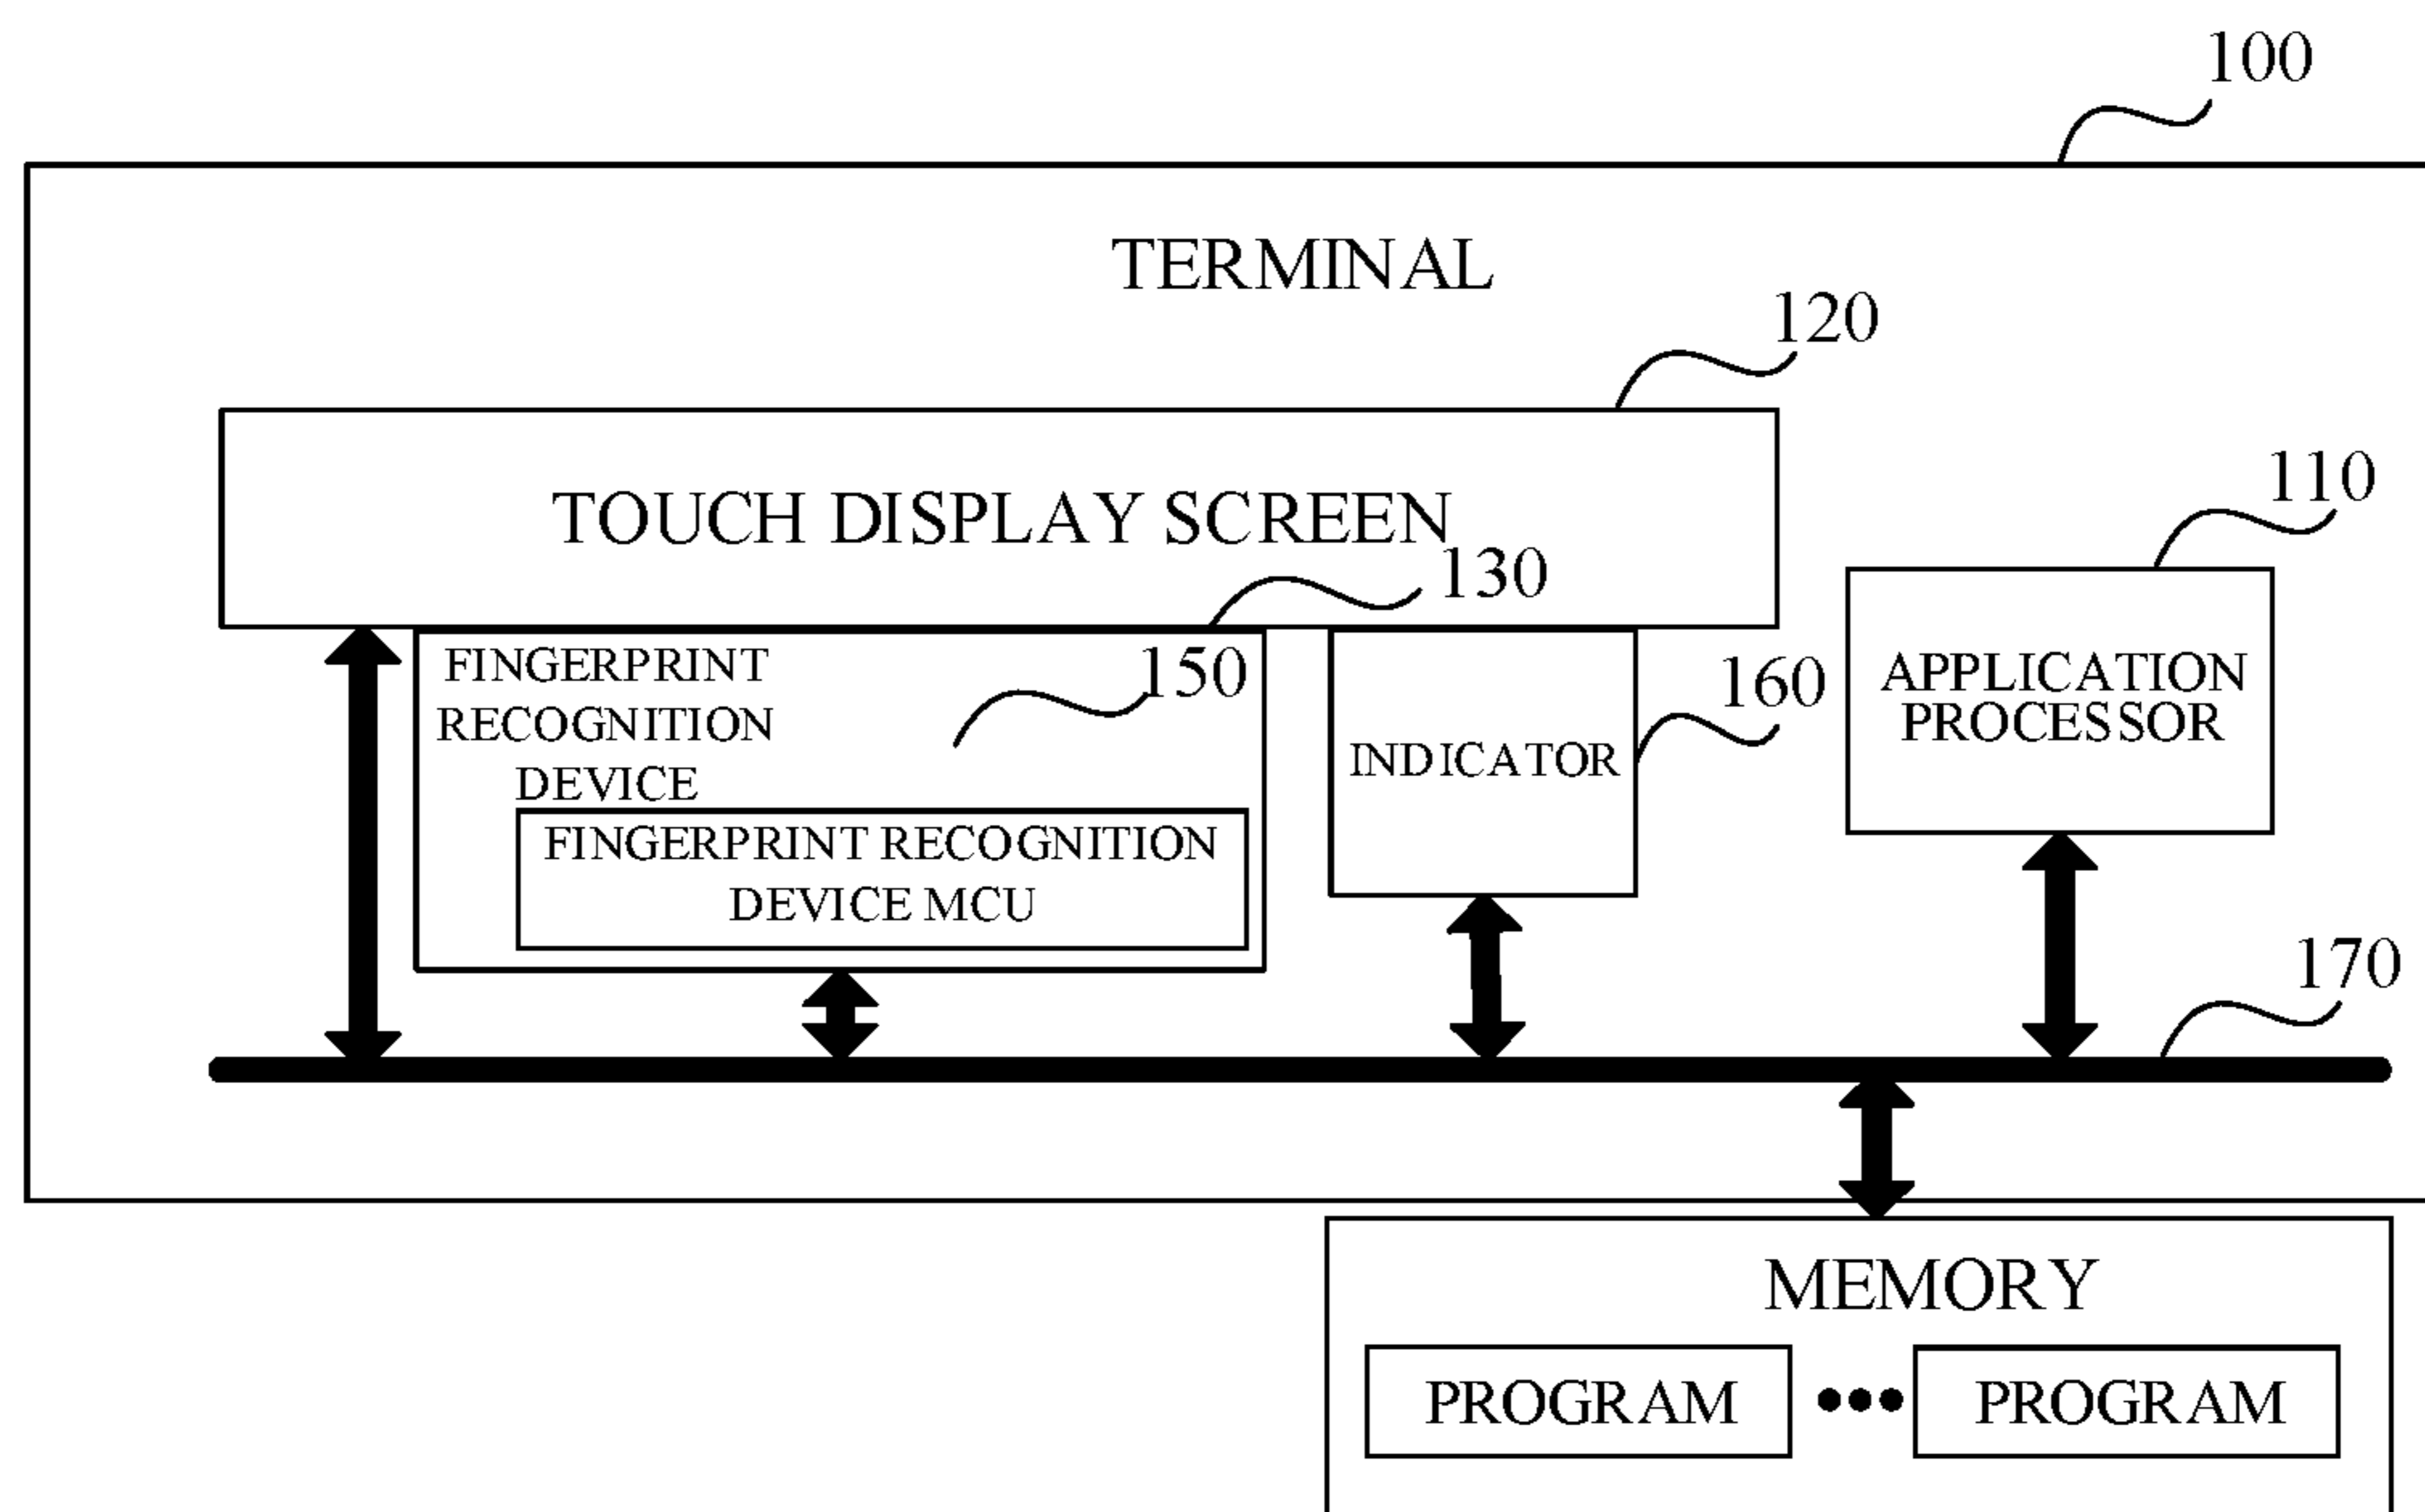 100
TERMINAL
120
TOUCH DISPLAY SCREEN
110
130
FINGERPRINT
RECOGNITION
DEVICE
150
160
INDICATOR
APPLICATION
PROCESSOR
FINGERPRINT RECOGNITION
DEVICE MCU
170
MEMORY
PROGRAM ••• PROGRAM